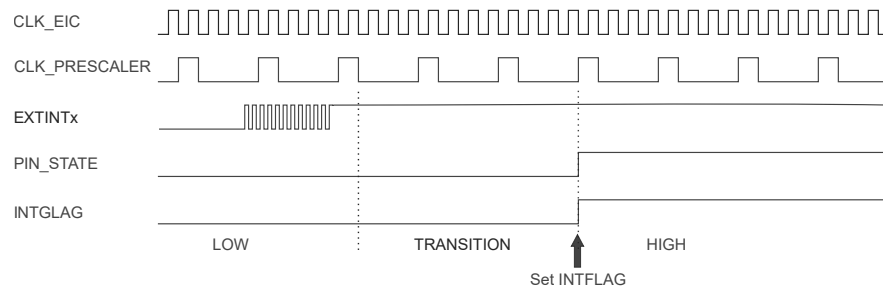 CLK_EIC
CLK_PRESCALER
EXTINTx
PIN_STATE
INTGLAG
LOW TRANSITION HIGH
Set INTFLAG